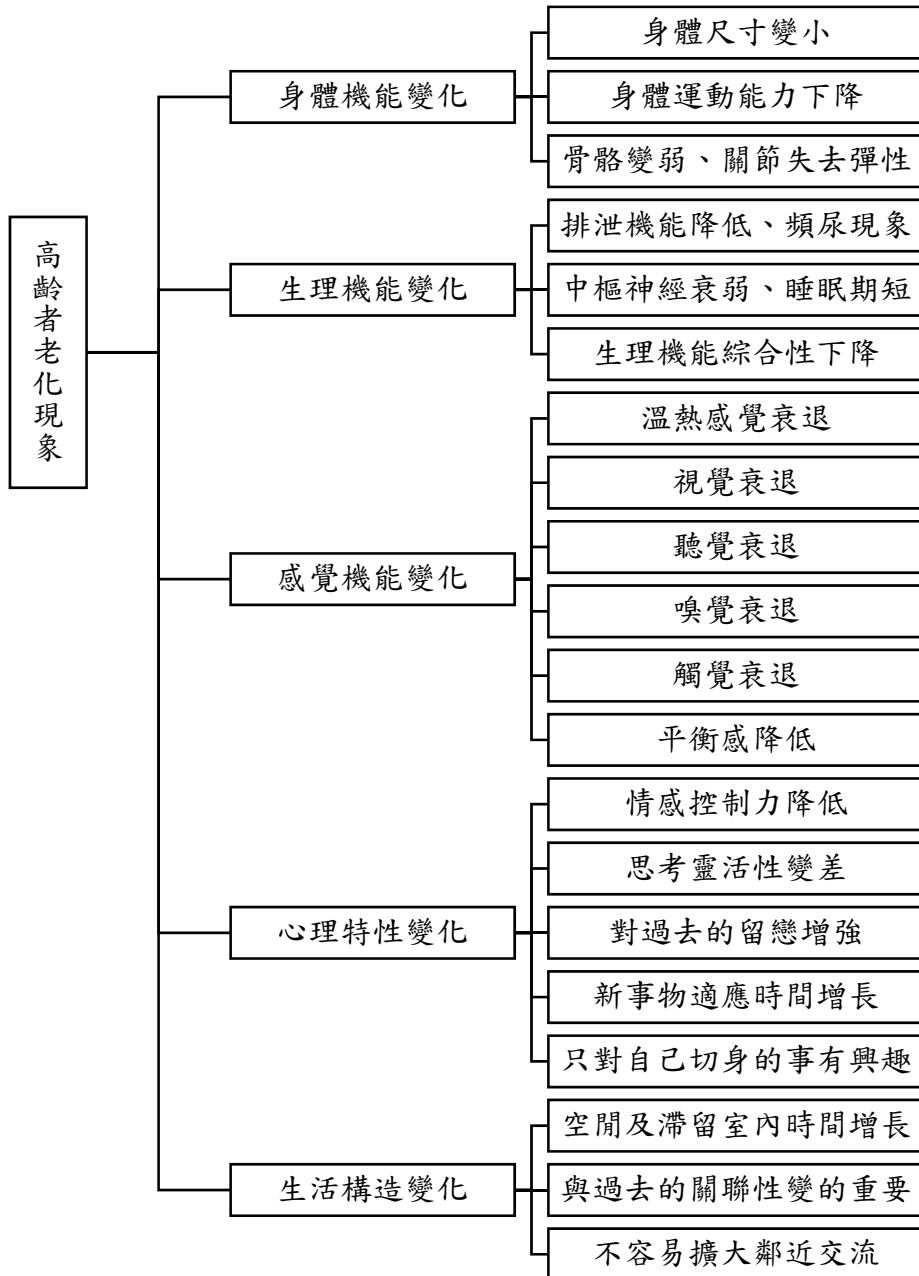 高齡者老化現象
身體機能變化
身體尺寸變小
身體運動能力下降
骨骼變弱、關節失去彈性
生理機能變化
排泄機能降低、頻尿現象
中樞神經衰弱、睡眠期短
生理機能綜合性下降
感覺機能變化
溫熱感覺衰退
視覺衰退
聽覺衰退
嗅覺衰退
觸覺衰退
平衡感降低
心理特性變化
情感控制力降低
思考靈活性變差
對過去的留戀增強
新事物適應時間增長
只對自己切身的事有興趣
生活構造變化
空閒及滯留室內時間增長
與過去的關聯性變的重要
不容易擴大鄰近交流